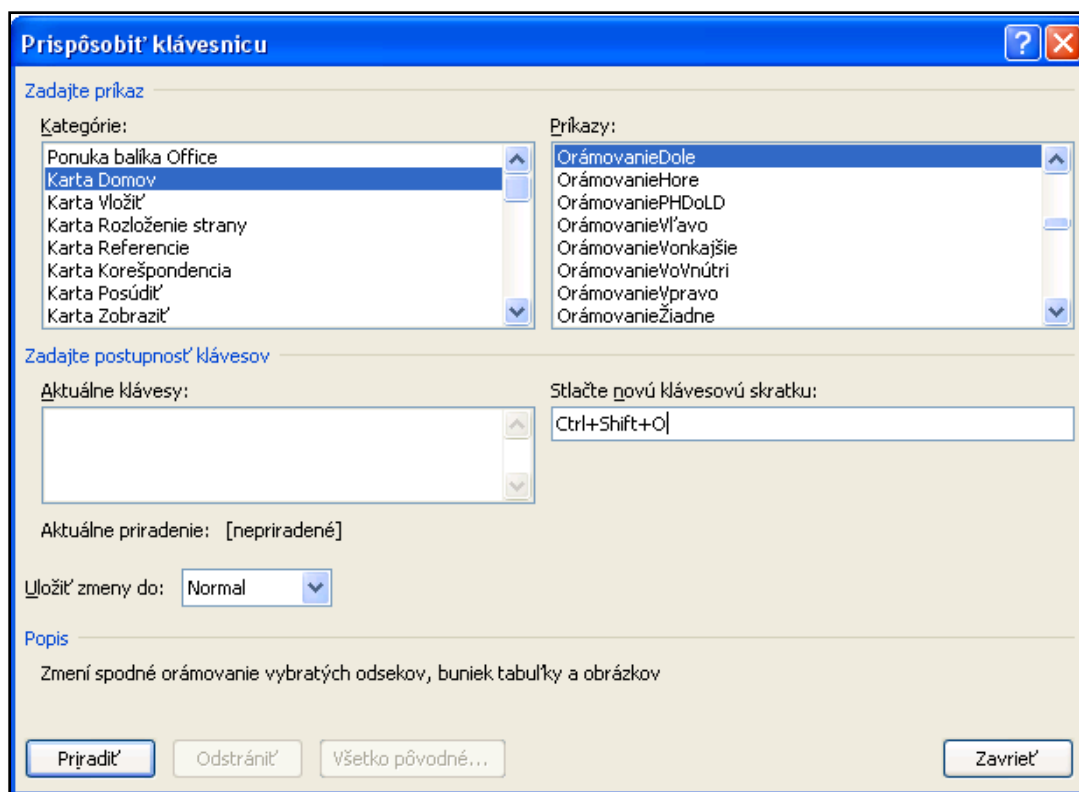 Prispôsobiť klávesnicu
Zadajte príkaz
Kategórie:
Ponuka balíka Office
Karta Domov
Karta Vložiť
Karta Rozloženie strany
Karta Referencie
Karta Korešpondencia
Karta Posúdiť
Karta Zobraziť
Príkazy:
OrámovanieDole
OrámovanieHore
OrámovaniePHDoLD
OrámovanieVľavo
OrámovanieVonkajšie
OrámovanieVoVnútri
OrámovanieVpravo
OrámovanieŽiadne
Zadajte postupnosť klávesov
Aktuálne klávesy:
Stlačte novú klávesovú skratku:
Ctrl+Shift+O
Aktuálne priradenie: [nepriradené]
Uložiť zmeny do: Normal
Popis
Zmení spodné orámovanie vybratých odsekov, buniek tabuľky a obrázkov
Priradiť Odstrániť Všetko pôvodné... Zavrieť